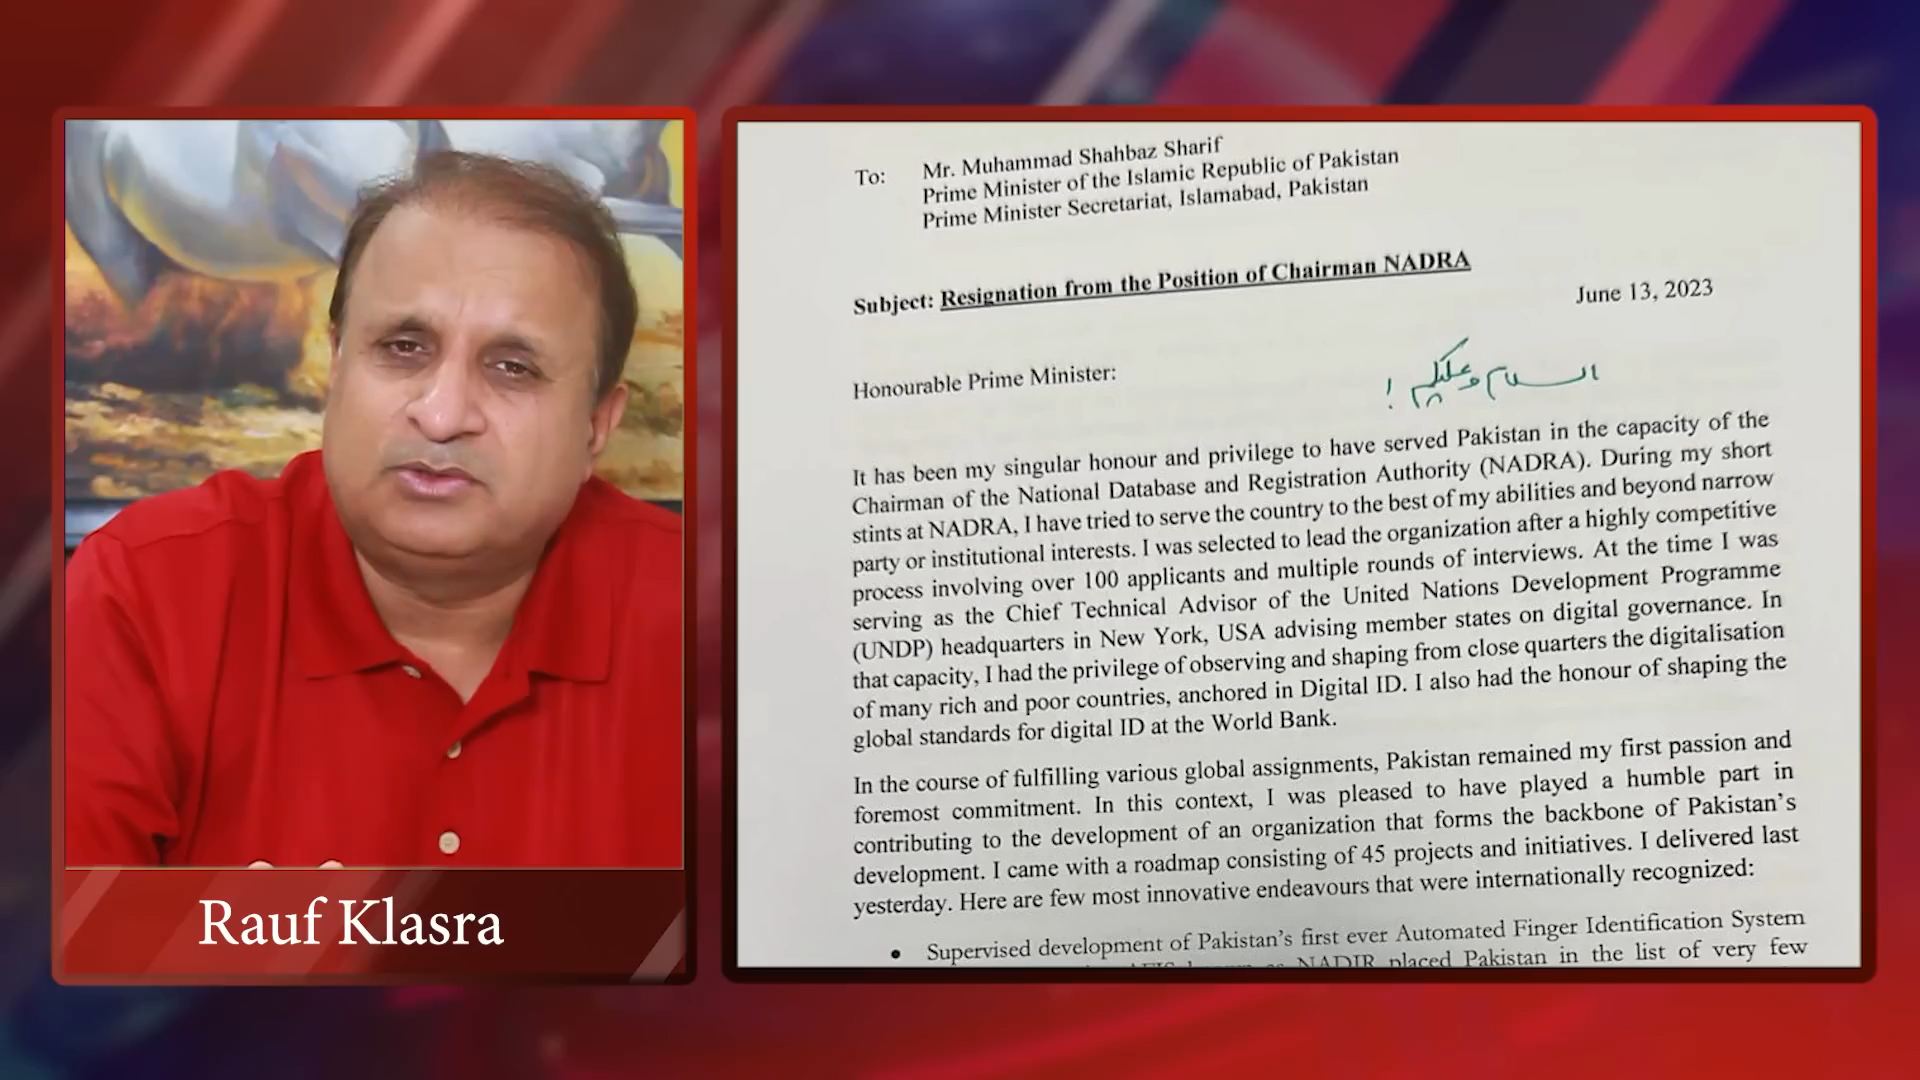 Rauf Klasra
To: Mr. Muhammad Shahbaz Sharif
Prime Minister of the Islamic Republic of Pakistan
Prime Minister Secretariat, Islamabad, Pakistan
Subject: Resignation from the Position of Chairman NADRA
June 13, 2023
Honourable Prime Minister:
السلام وعلیکم !
It has been my singular honour and privilege to have served Pakistan in the capacity of the
Chairman of the National Database and Registration Authority (NADRA). During my short
stints at NADRA, I have tried to serve the country to the best of my abilities and beyond narrow
party or institutional interests. I was selected to lead the organization after a highly competitive
process involving over 100 applicants and multiple rounds of interviews. At the time I was
serving as the Chief Technical Advisor of the United Nations Development Programme
(UNDP) headquarters in New York, USA advising member states on digital governance. In
that capacity, I had the privilege of observing and shaping from close quarters the digitalisation
of many rich and poor countries, anchored in Digital ID. I also had the honour of shaping the
global standards for digital ID at the World Bank.
In the course of fulfilling various global assignments, Pakistan remained my first passion and
foremost commitment. In this context, I was pleased to have played a humble part in
contributing to the development of an organization that forms the backbone of Pakistan’s
development. I came with a roadmap consisting of 45 projects and initiatives. I delivered last
yesterday. Here are few most innovative endeavours that were internationally recognized:
• Supervised development of Pakistan’s first ever Automated Finger Identification System
NADIR placed Pakistan in the list of very few